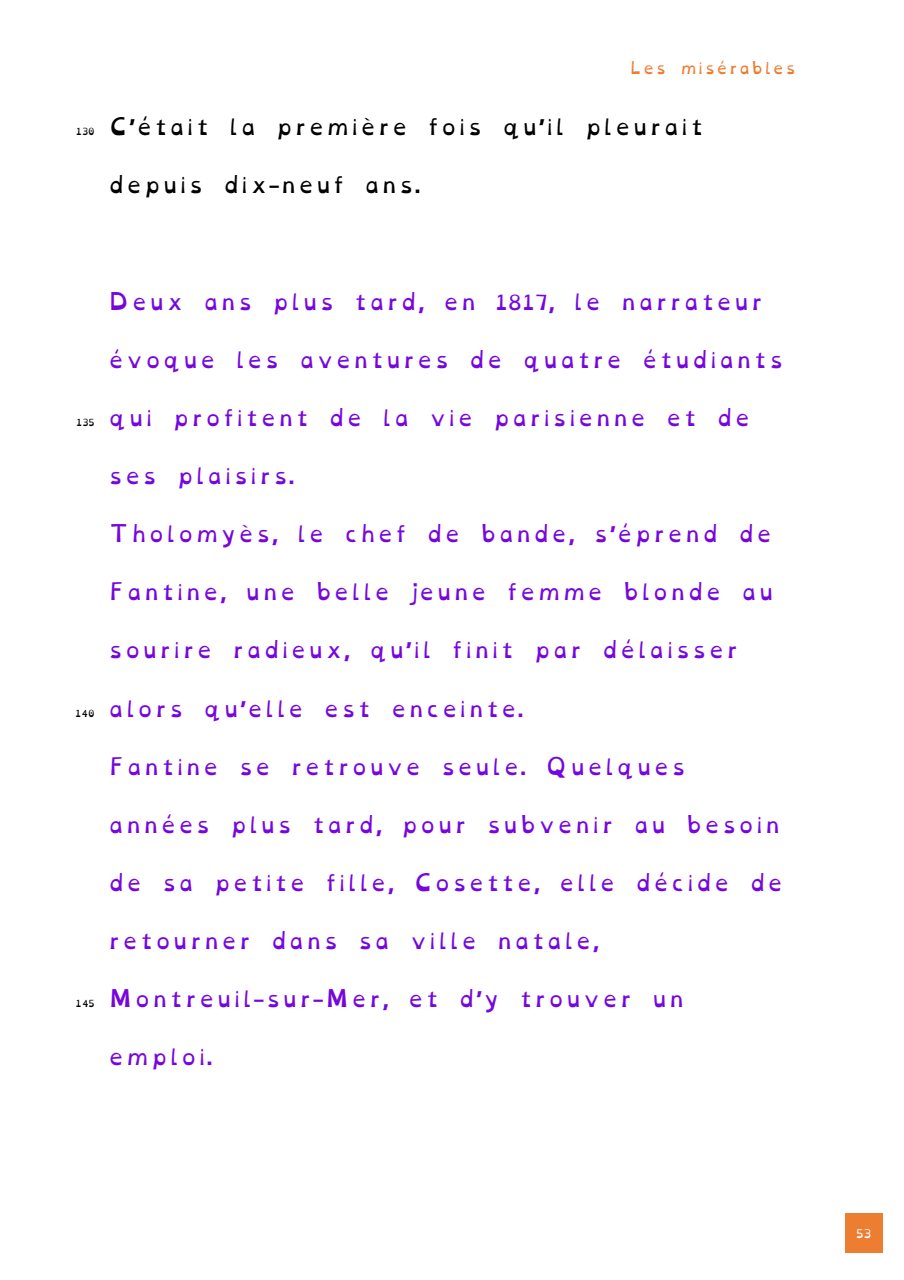 Les misérables
130 C'était la première fois qu'il pleurait
depuis dix-neuf ans.
Deux ans plus tard, en 1817, le narrateur
évoque les aventures de quatre étudiants
135 qui profitent de la vie parisienne et de
ses plaisirs.
Tholomyès, le chef de bande, s'éprend de
Fantine, une belle jeune femme blonde au
sourire radieux, qu'il finit par délaisser
140 alors qu'elle est enceinte.
Fantine se retrouve seule. Quelques
années plus tard, pour subvenir au besoin
de sa petite fille, Cosette, elle décide de
retourner dans sa ville natale,
145 Montreuil-sur-Mer, et d'y trouver un
emploi.
53